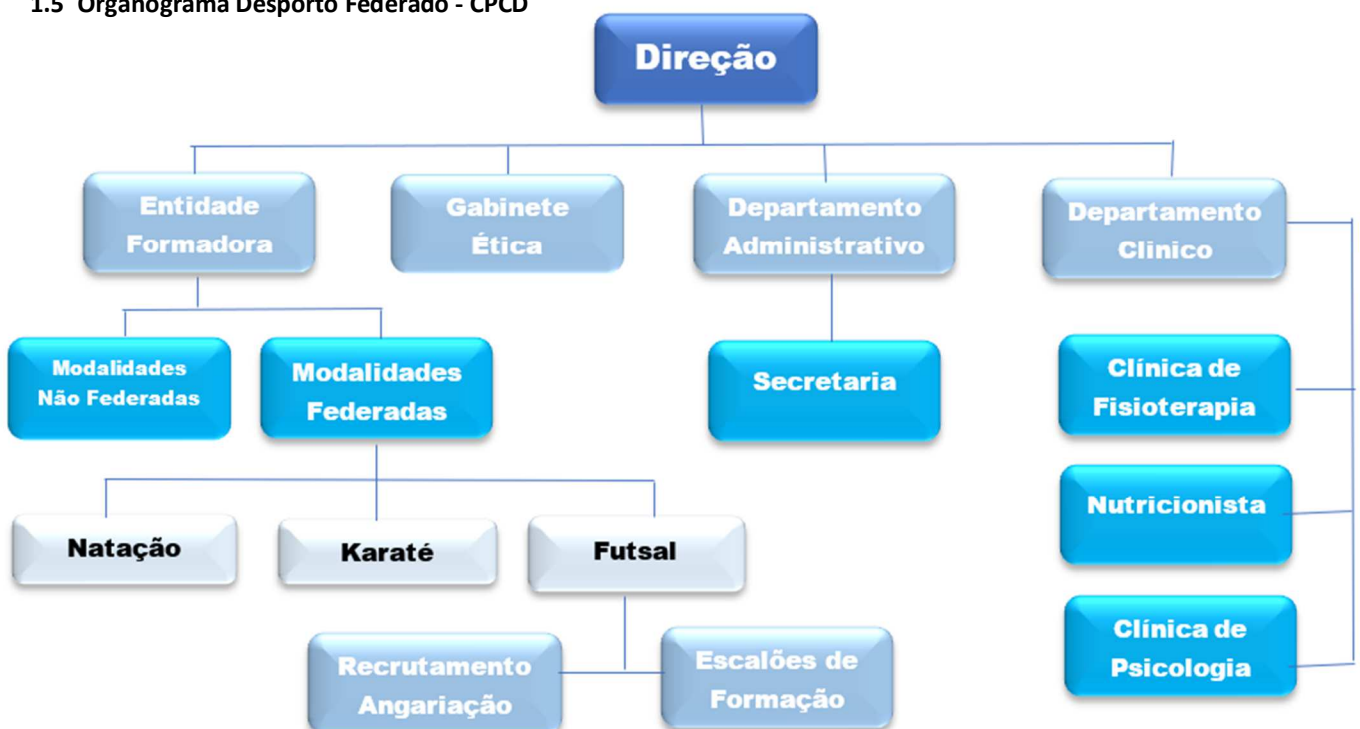 1.5 Organograma Desporto Federado - CPCD
Direção
Entidade
Formadora
Gabinete
Ética
Departamento
Administrativo
Departamento
Clinico
Modalidades
Não Federadas
Modalidades
Federadas
Secretaria
Clínica de
Fisioterapia
Nutricionista
Natação
Karaté
Futsal
Clínica de
Psicologia
Recrutamento
Angariação
Escalões de
Formação